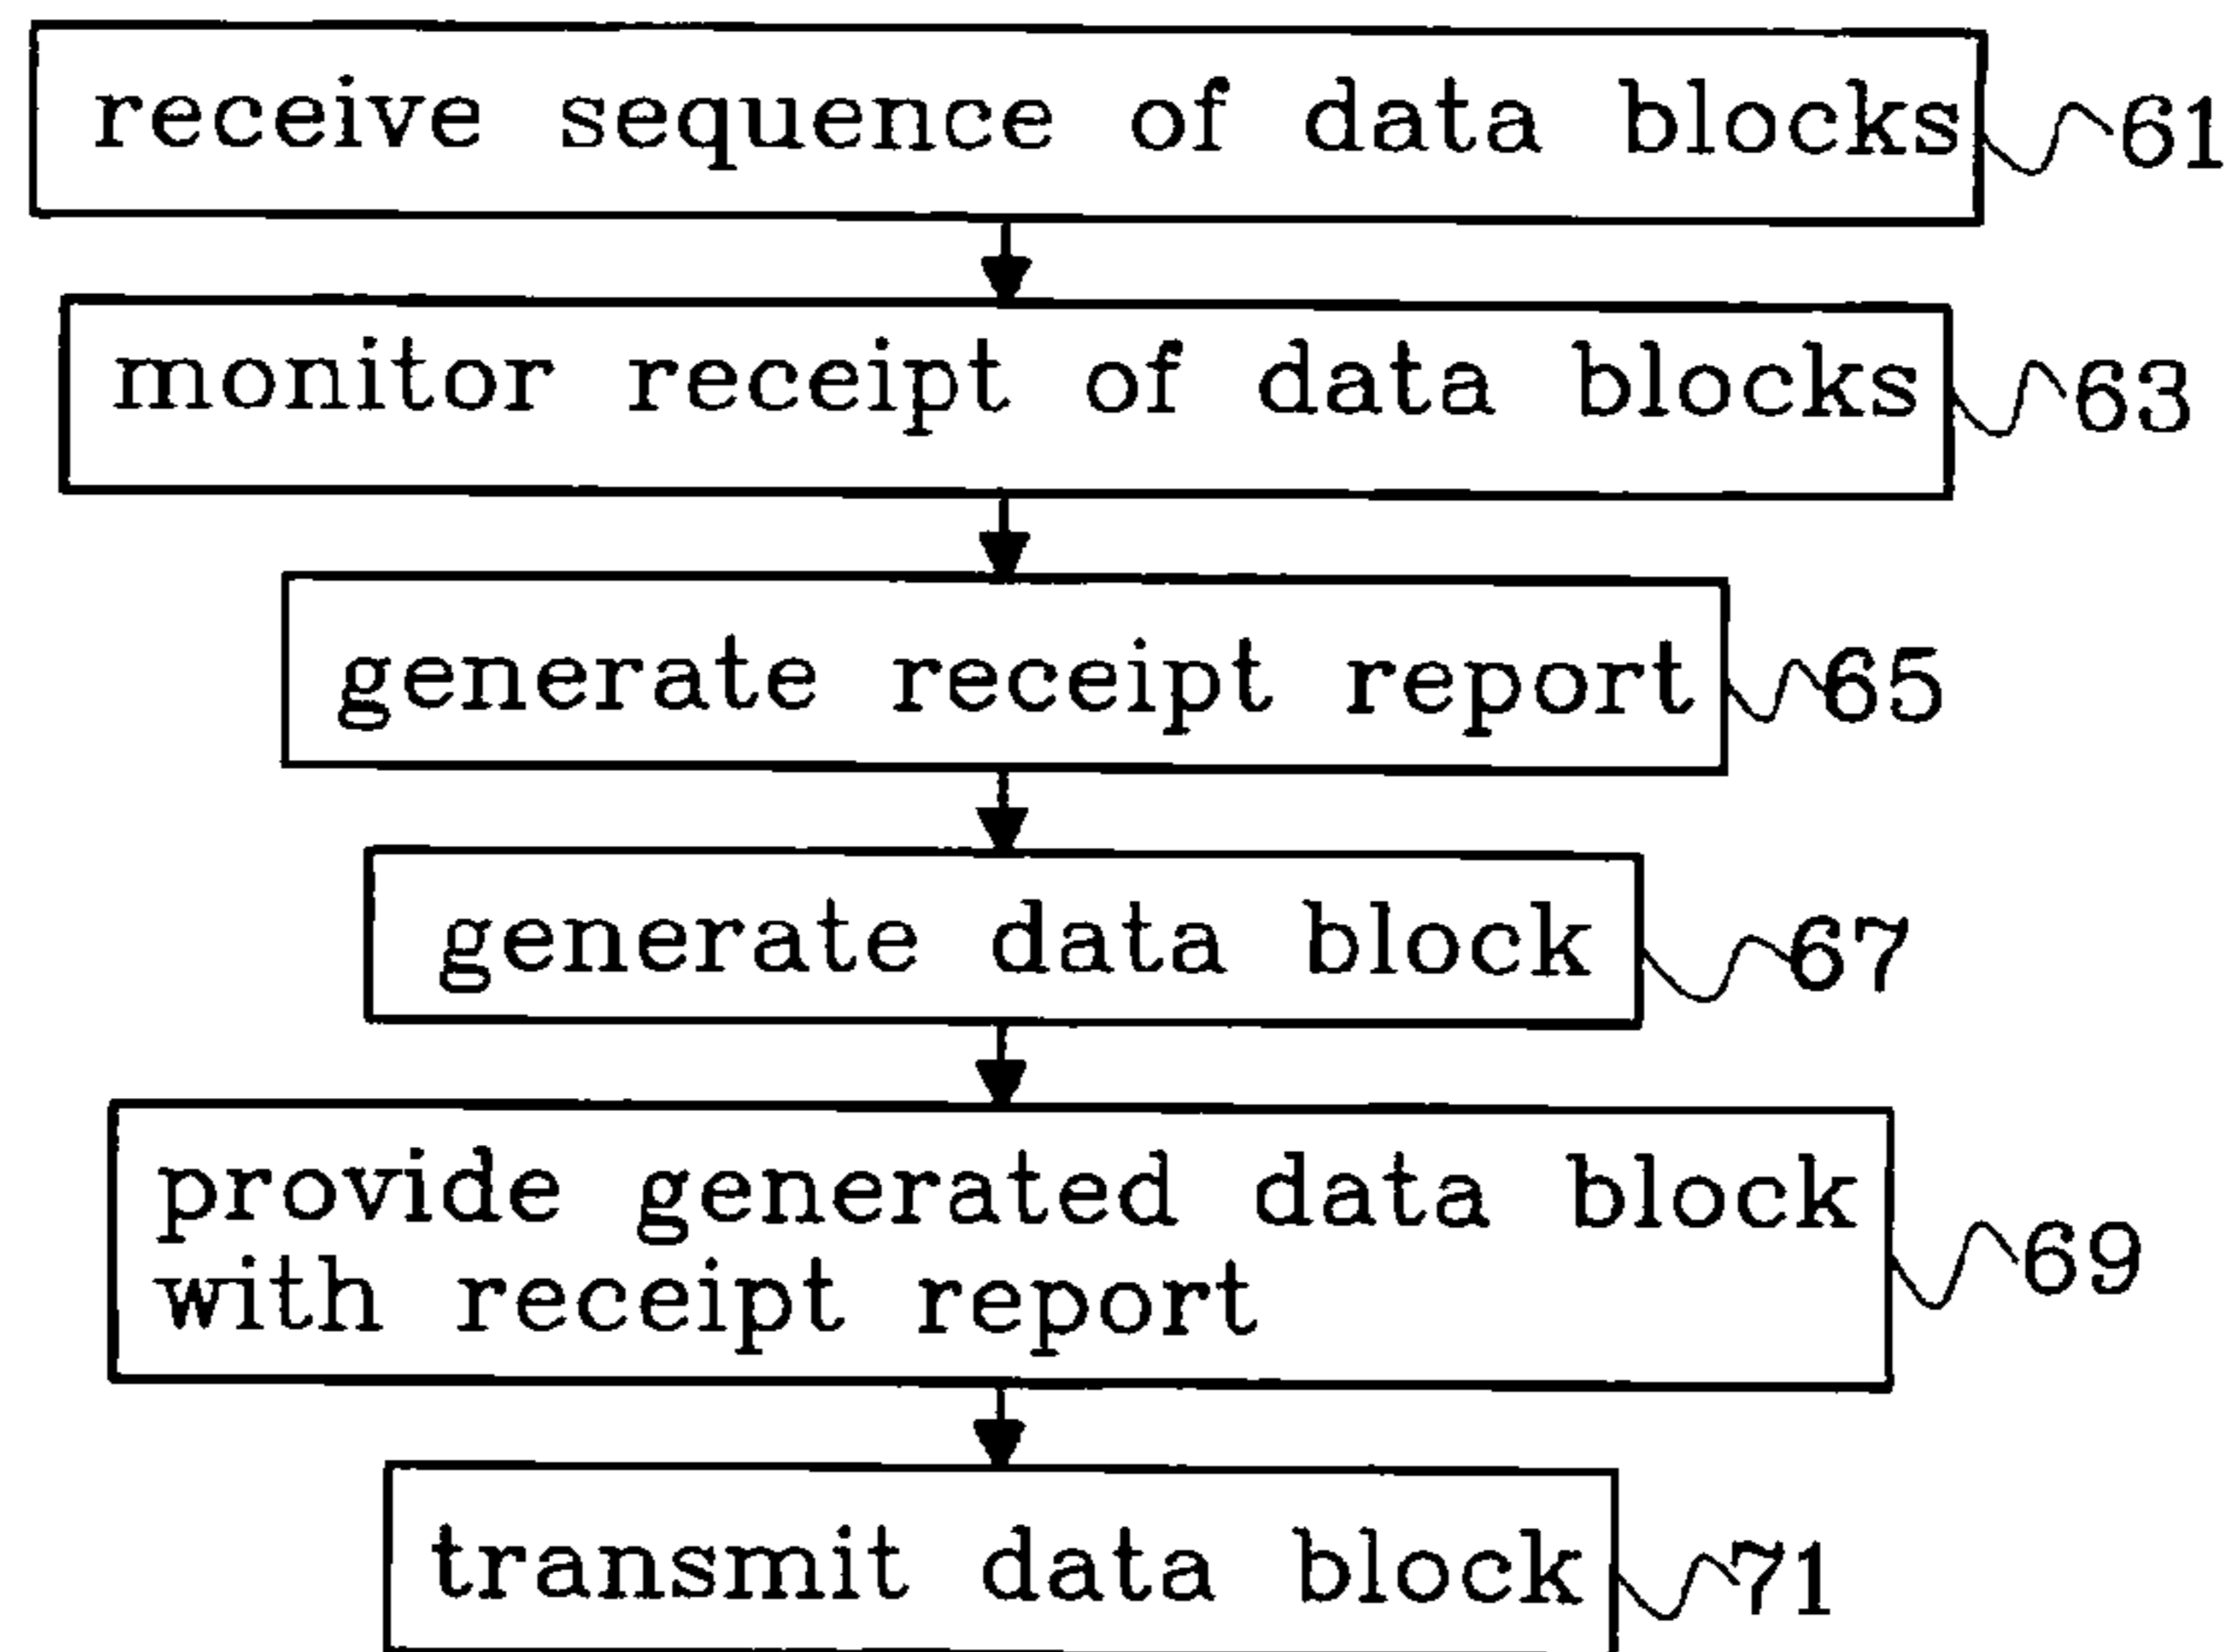 receive sequence of data blocks 61
monitor receipt of data blocks 63
generate receipt report 65
generate data block 67
provide generated data block
with receipt report 69
transmit data block 71